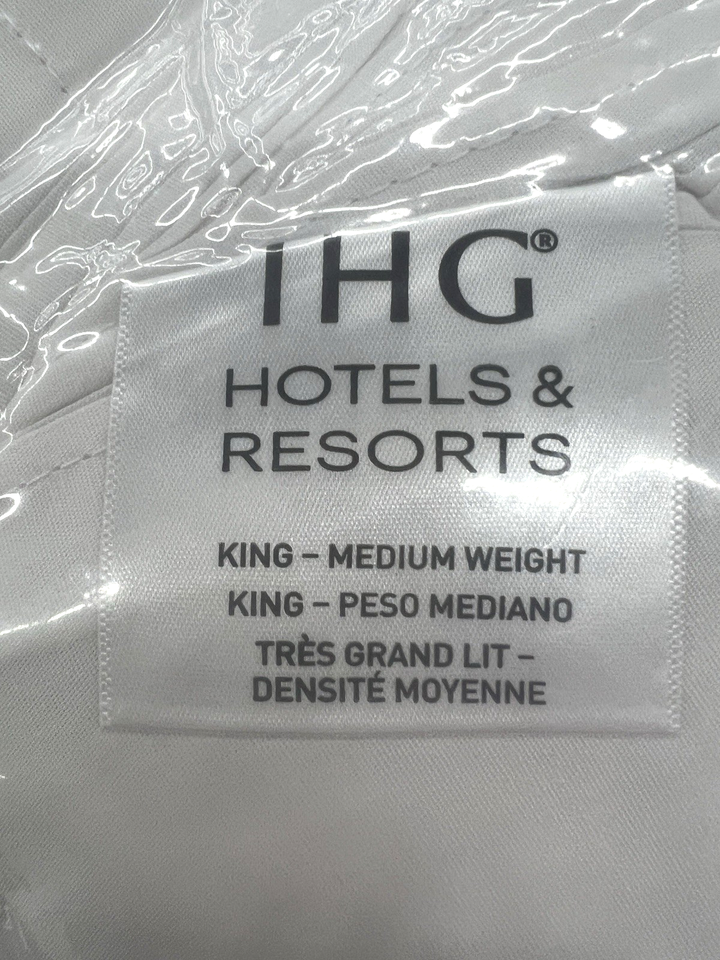 IHG®
HOTELS &
RESORTS
KING – MEDIUM WEIGHT
KING – PESO MEDIANO
TRÈS GRAND LIT –
DENSITÉ MOYENNE